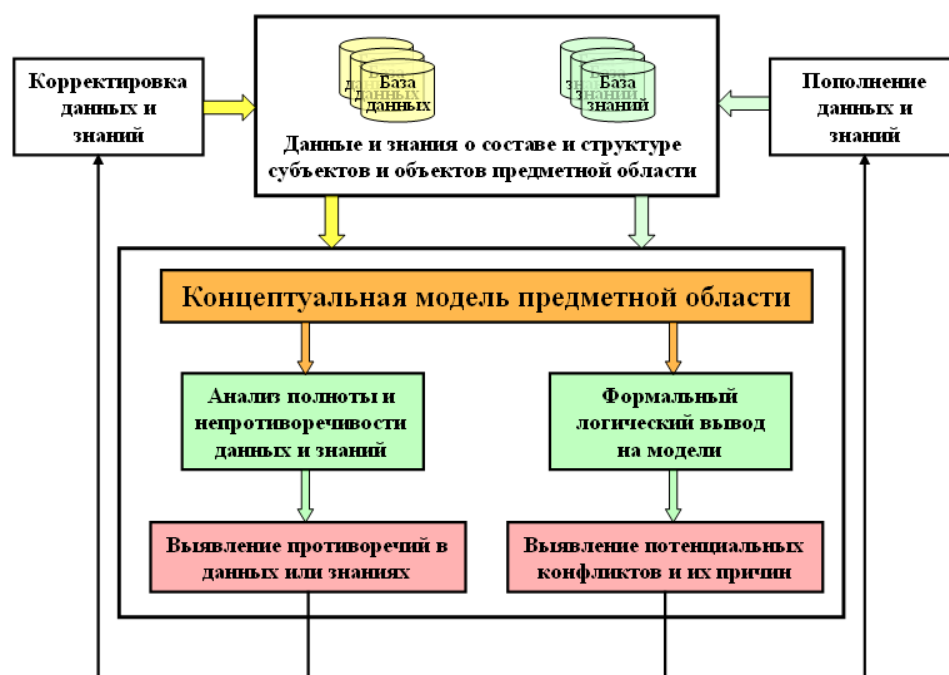 Корректировка
данных и
знаний
База
данных
База
знаний
Данные и знания о составе и структуре
субъектов и объектов предметной области
Пополнение
данных и
знаний
Концептуальная модель предметной области
Анализ полноты и
непротиворечивости
данных и знаний
Формальный
логический вывод
на модели
Выявление противоречий в
данных или знаниях
Выявление потенциальных
конфликтов и их причин